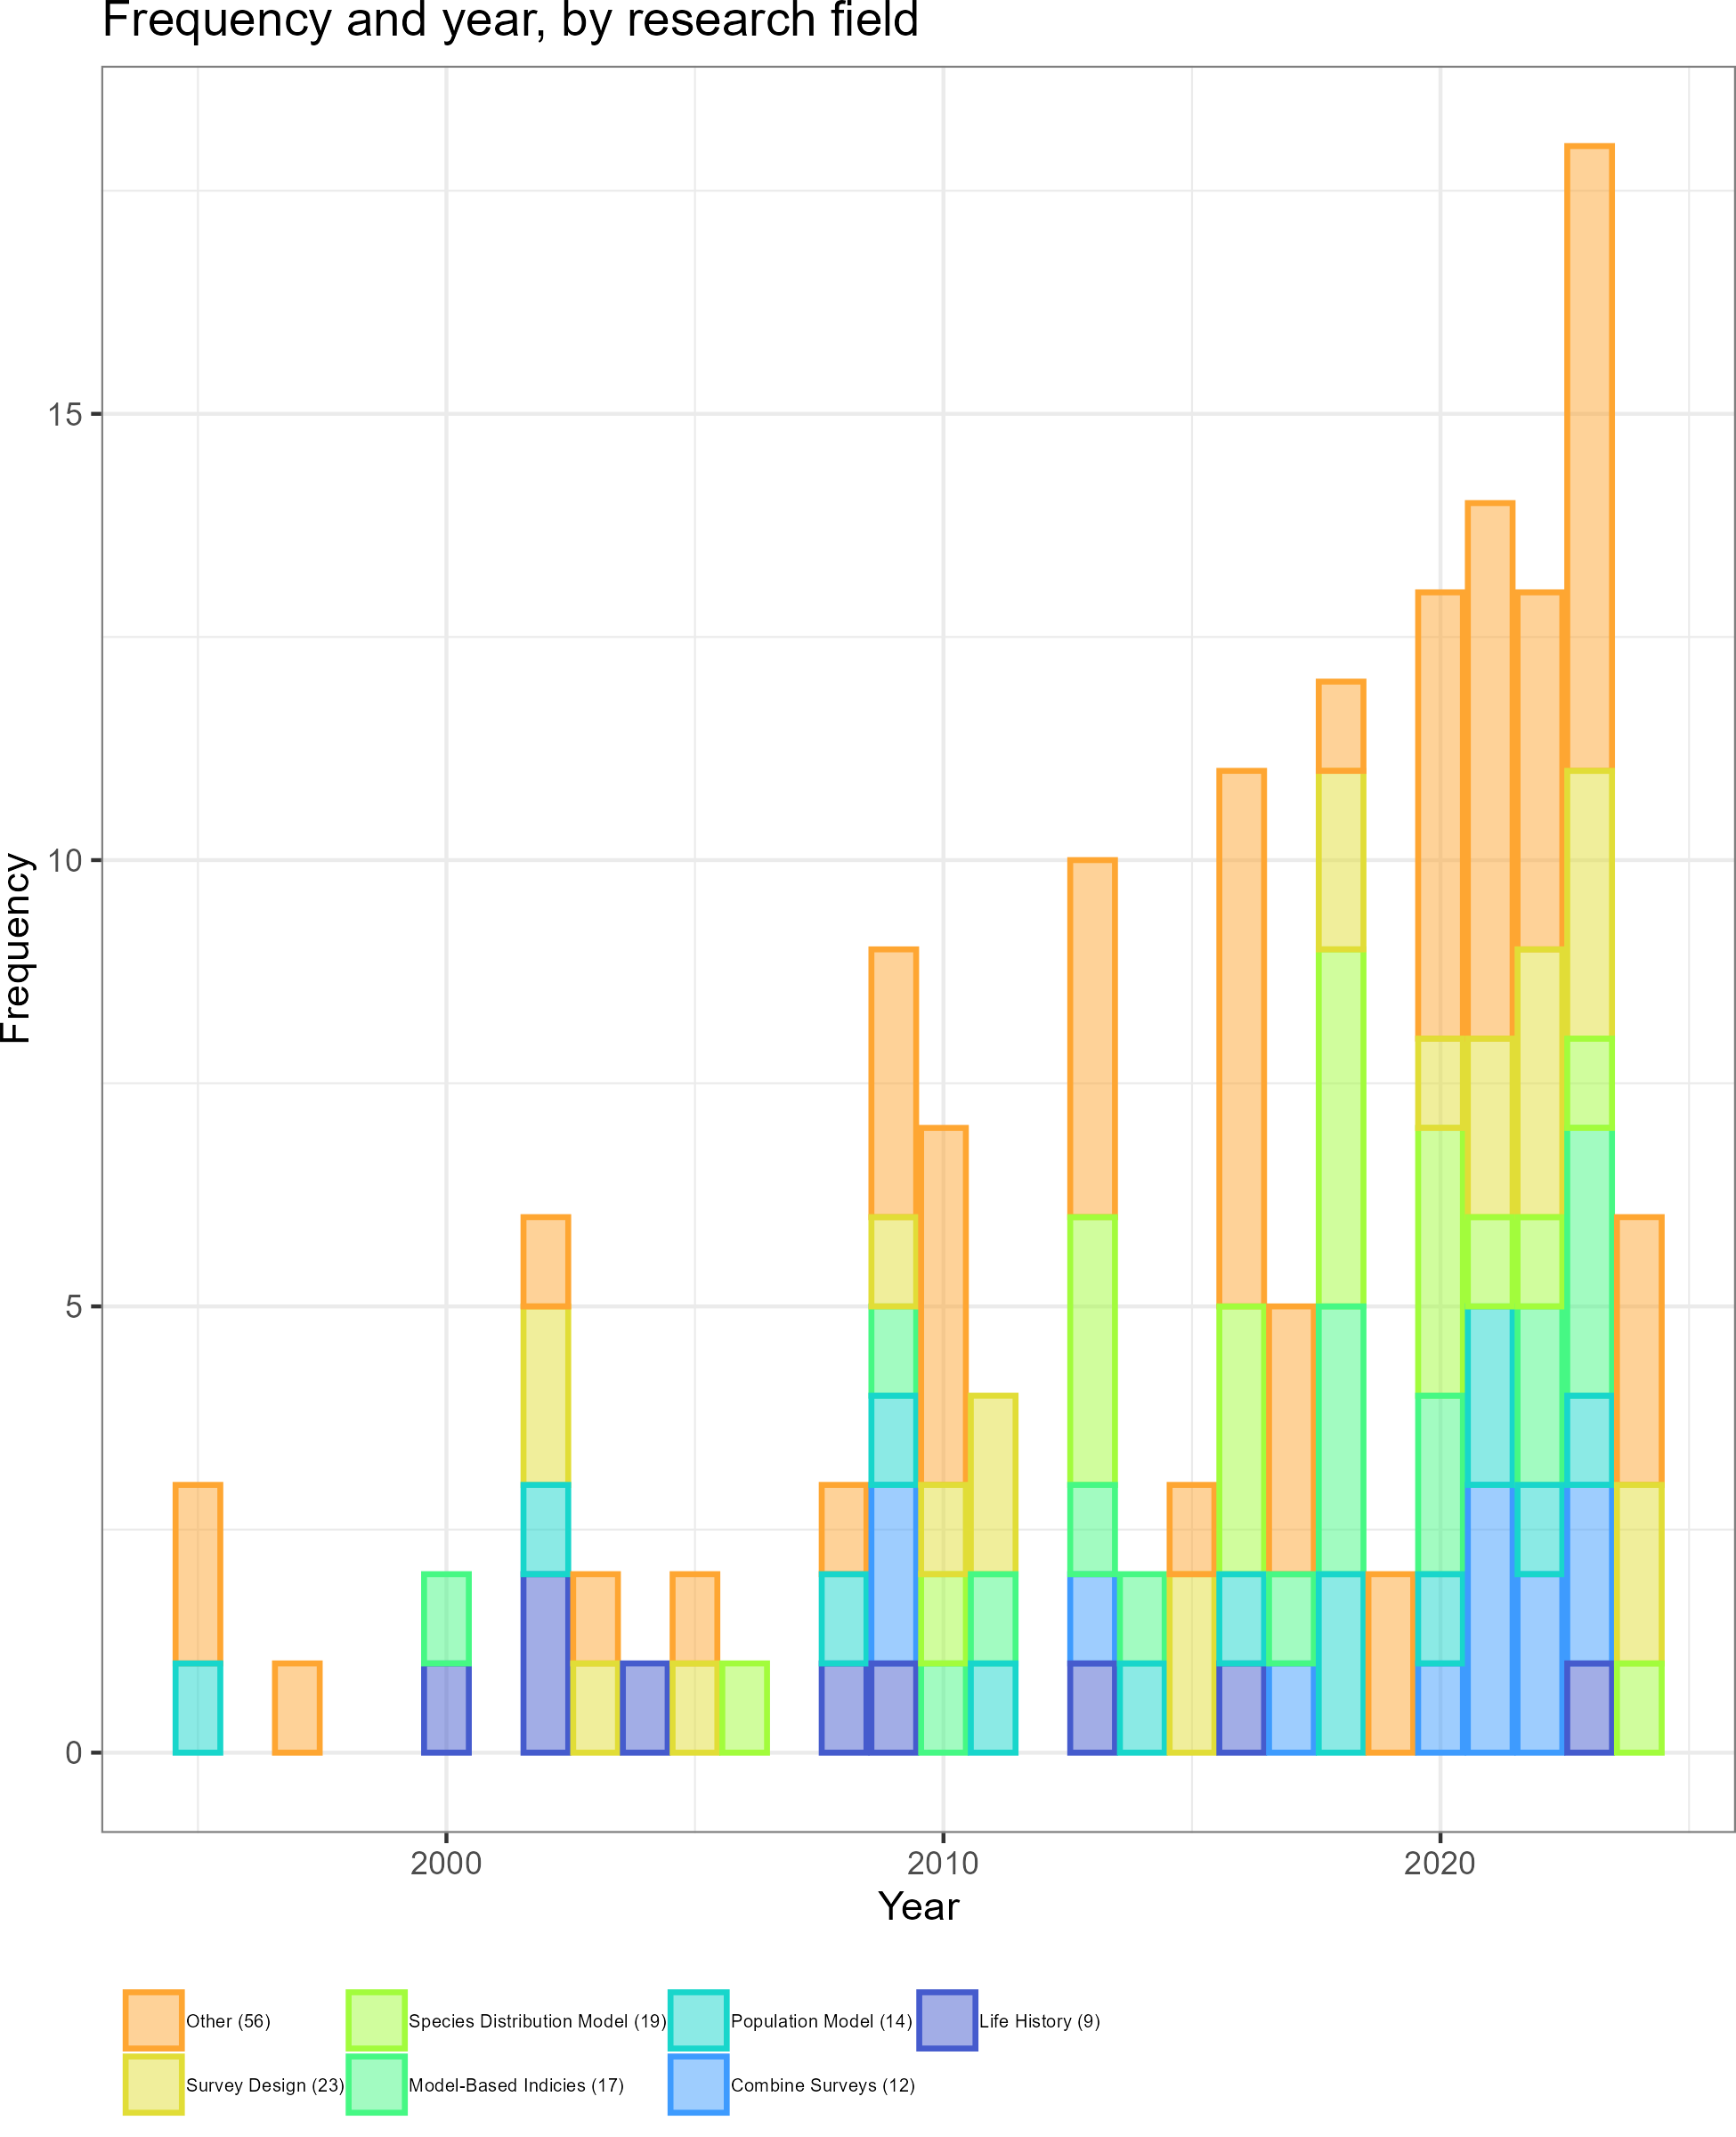 Frequency and year, by research field
Frequency
15
10
5
0
2000 2010 2020
Year
Other (56) Species Distribution Model (19) Population Model (14) Life History (9)
Survey Design (23) Model-Based Indicies (17) Combine Surveys (12)